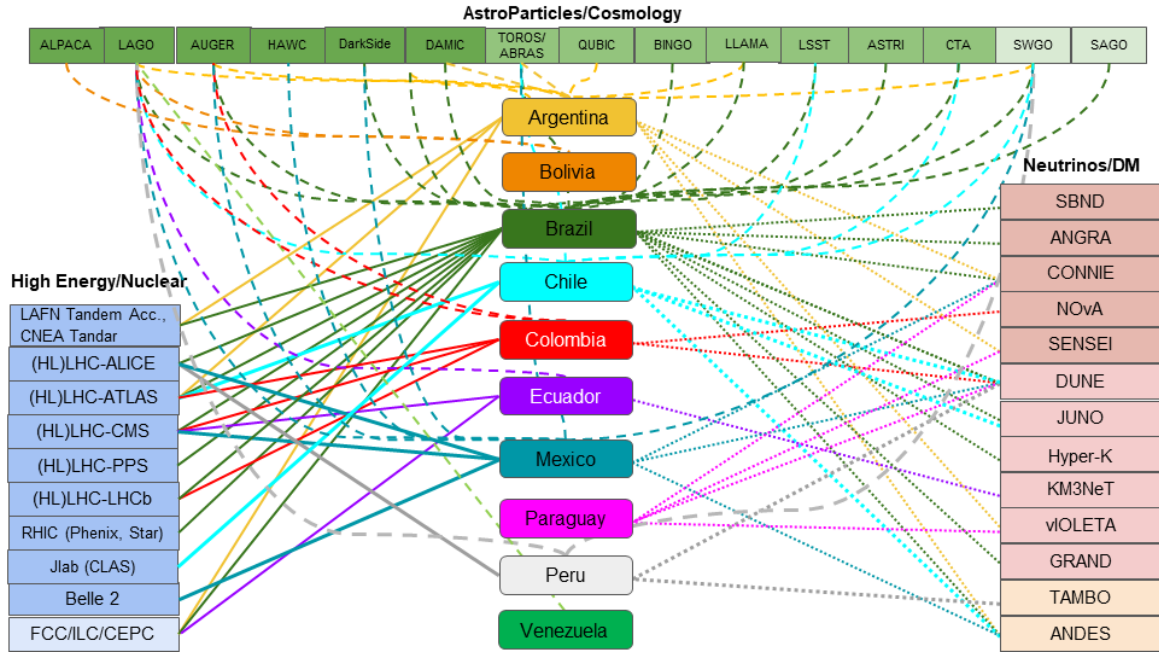 AstroParticles/Cosmology
ALPACA
LAGO
AUGER
HAWC
DarkSide
DAMIC
TOROS/
ABRAS
QUBIC
BINGO
LLAMA
LSST
ASTRI
CTA
SWGO
SAGO
Argentina
Bolivia
Brazil
Chile
Colombia
Ecuador
Mexico
Paraguay
Peru
Venezuela
High Energy/Nuclear
LAFN Tandem Acc.,
CNEA Tandar
(HL)LHC-ALICE
(HL)LHC-ATLAS
(HL)LHC-CMS
(HL)LHC-PPS
(HL)LHC-LHCb
RHIC (Phenix, Star)
Jlab (CLAS)
Belle 2
FCC/ILC/CEPC
Neutrinos/DM
SBND
ANGRA
CONNIE
NOvA
SENSEI
DUNE
JUNO
Hyper-K
KM3NeT
vIOLETA
GRAND
TAMBO
ANDES